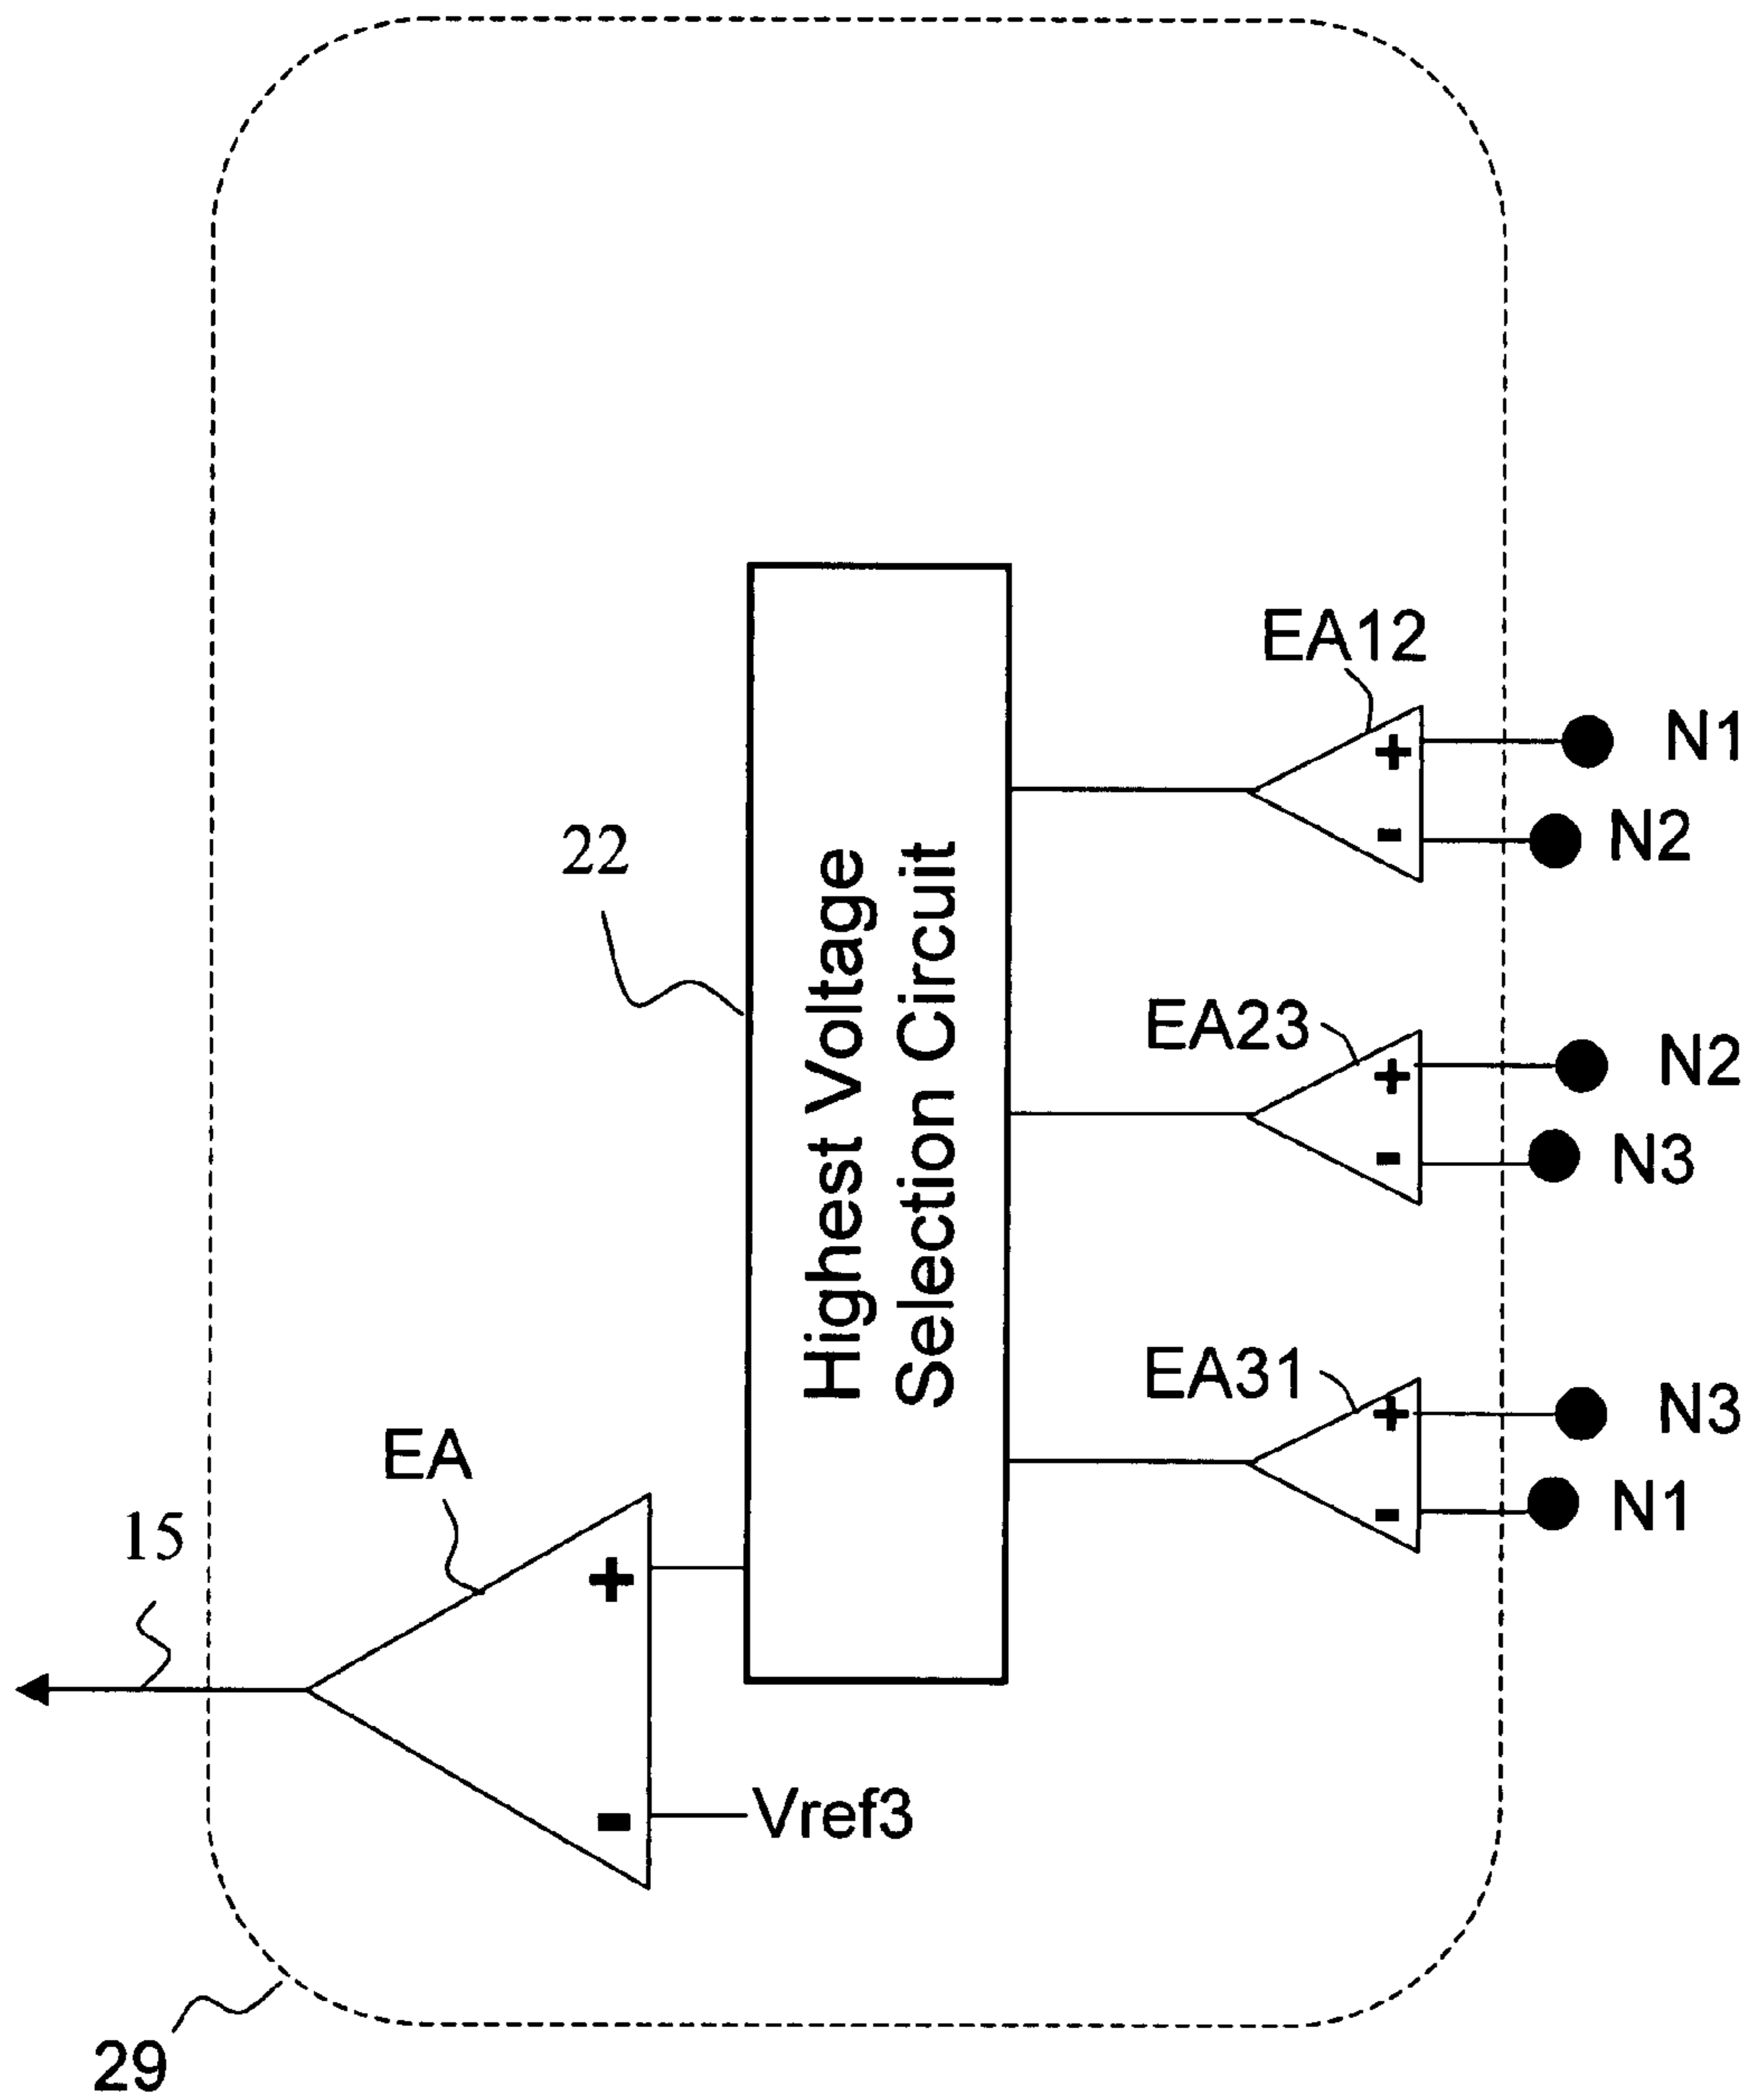 EA12
N1
N2
22
Highest Voltage
Selection Circuit
EA23
N2
N3
EA31
N3
N1
EA
15
+
-
+
-
+
-
+
-
Vref3
29